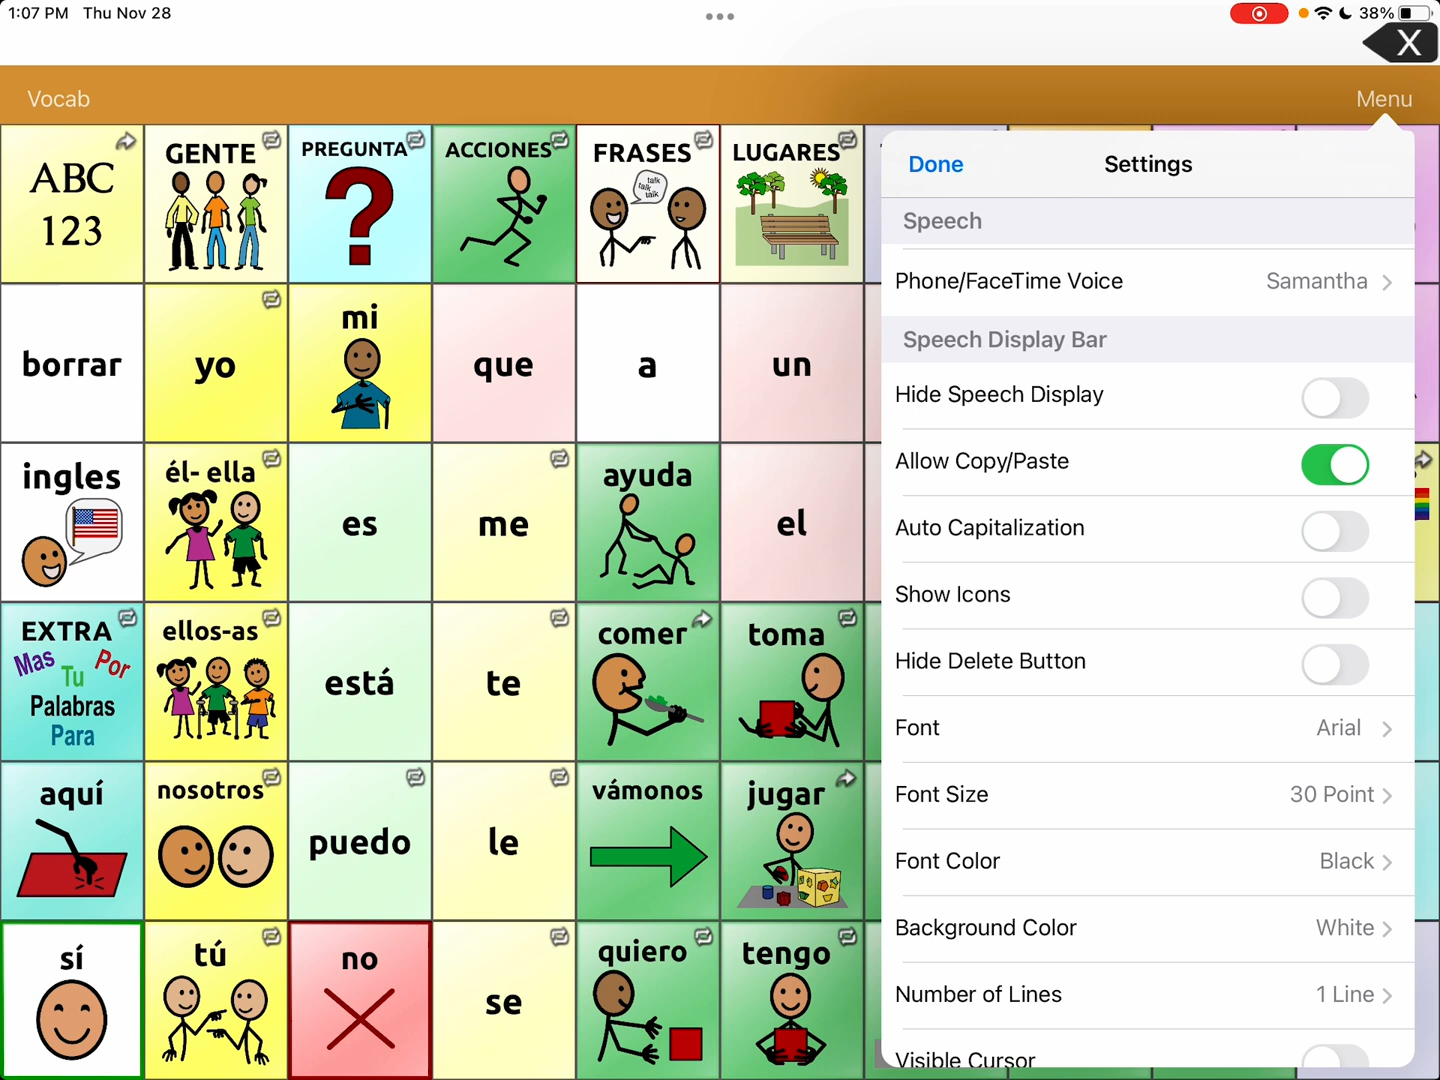 1:07 PM Thu Nov 28
38%
X
Vocab
Menu
ABC
123
GENTE
PREGUNTA
?
ACCIONES
FRASES
talk
talk
talk
LUGARES
borrar
yo
mi
que
a
un
ingles
él- ella
es
me
ayuda
el
EXTRA
Mas
Por
Tu
Palabras
Para
ellos-as
está
te
comer
toma
aquí
nosotros
puedo
le
vámonos
jugar
sí
tú
no
se
quiero
tengo
Done
Settings
Speech
Phone/FaceTime Voice Samantha
Speech Display Bar
Hide Speech Display
Allow Copy/Paste
Auto Capitalization
Show Icons
Hide Delete Button
Font Arial
Font Size 30 Point
Font Color Black
Background Color White
Number of Lines 1 Line
Visible Cursor